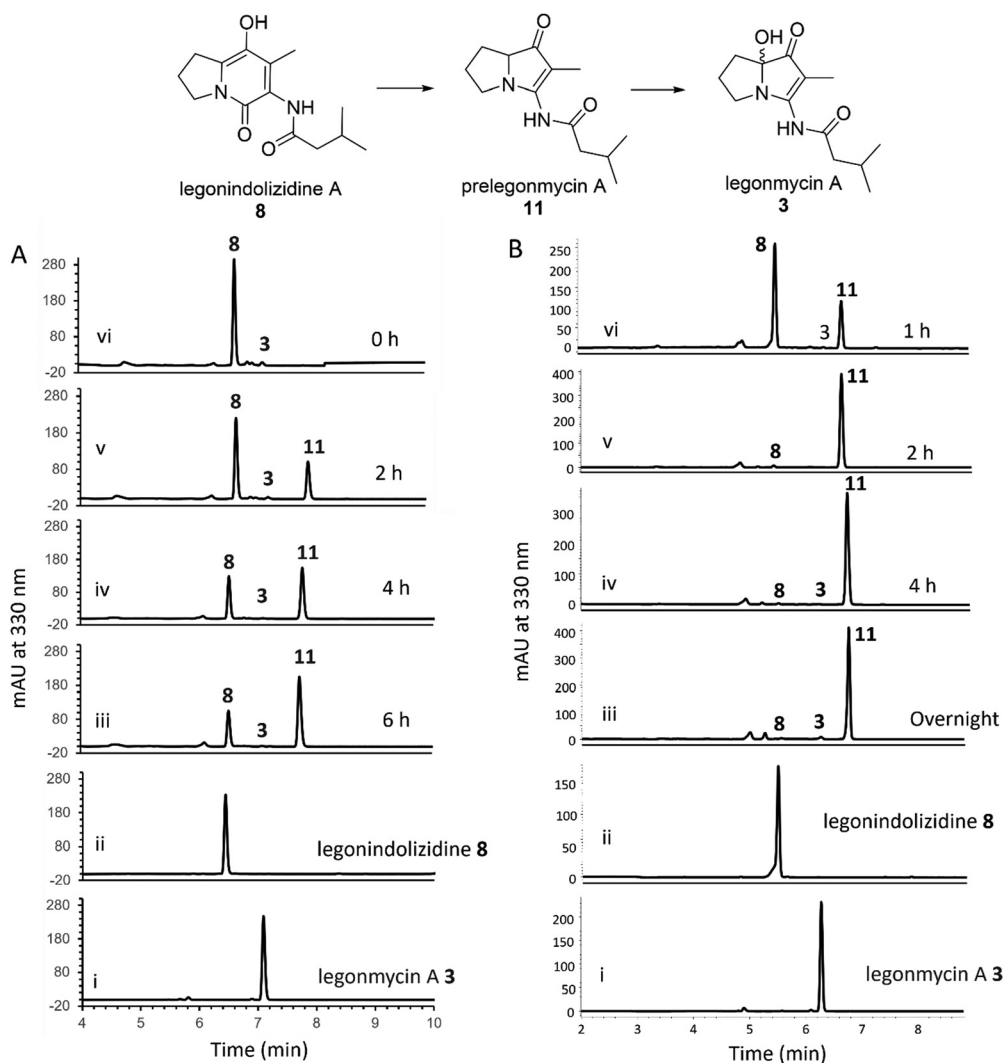 OH
N
O
NH
O
legonindolizidine A
8
O
N
O
HN
prelegonmycin A
11
OH
O
N
O
HN
legonmycin A
3
A
mAU at 330 nm
280
180
80
-20
vi
8
3
0 h
280
180
80
-20
v
8
3
11
2 h
280
180
80
-20
iv
8
3
11
4 h
280
180
80
-20
iii
8
3
11
6 h
280
180
80
-20
ii
legonindolizidine 8
280
180
80
-20
i
legonmycin A 3
4 5 6 7 8 9 10
Time (min)
B
mAU at 330 nm
250
200
150
100
50
0
vi
8
3
11
1 h
400
300
200
100
0
v
8
11
2 h
300
200
100
0
iv
8
3
11
4 h
400
300
200
100
0
iii
8
3
11
Overnight
150
100
50
0
ii
legonindolizidine 8
200
150
100
50
0
i
legonmycin A 3
2 3 4 5 6 7 8
Time (min)